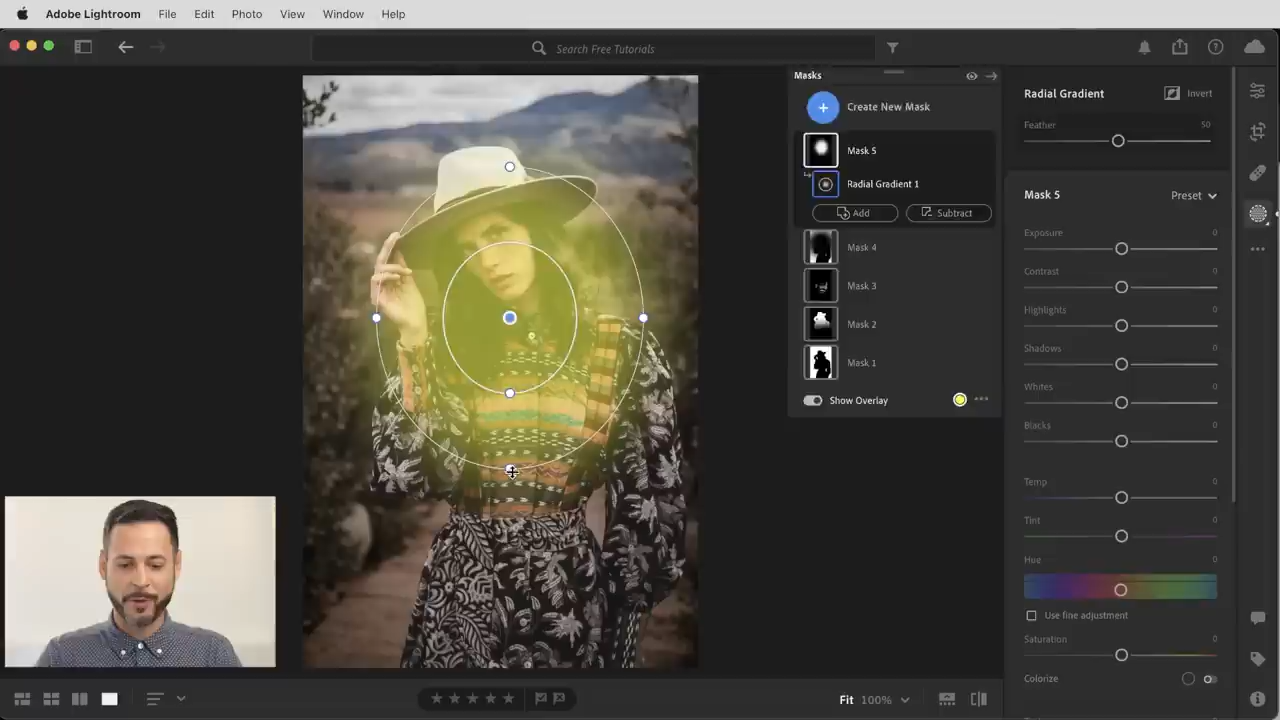 Adobe Lightroom File Edit Photo View Window Help
Search Free Tutorials
Masks
Create New Mask
Mask 5
Radial Gradient 1
Add Subtract
Mask 4
Mask 3
Mask 2
Mask 1
Show Overlay
Radial Gradient Invert
Feather 50
Mask 5 Preset
Exposure 0
Contrast 0
Highlights 0
Shadows 0
Whites 0
Blacks 0
Temp 0
Tint 0
Hue 0
Use fine adjustment
Saturation 0
Colorize
Fit 100%